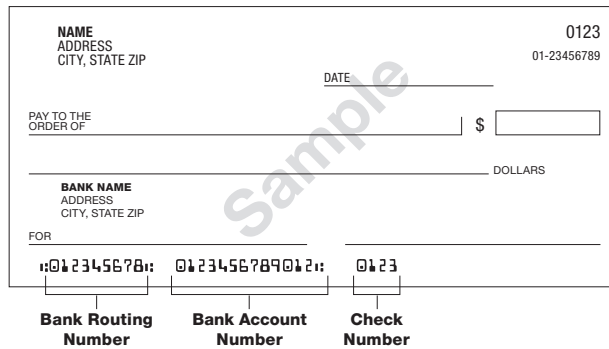 NAME 0123
ADDRESS 01-23456789
CITY, STATE ZIP
DATE
PAY TO THE
ORDER OF $
DOLLARS
Sample
BANK NAME
ADDRESS
CITY, STATE ZIP
FOR
⑆012345678⑆ 0123456789012⑆ 0123
Bank Routing Bank Account Check
Number Number Number